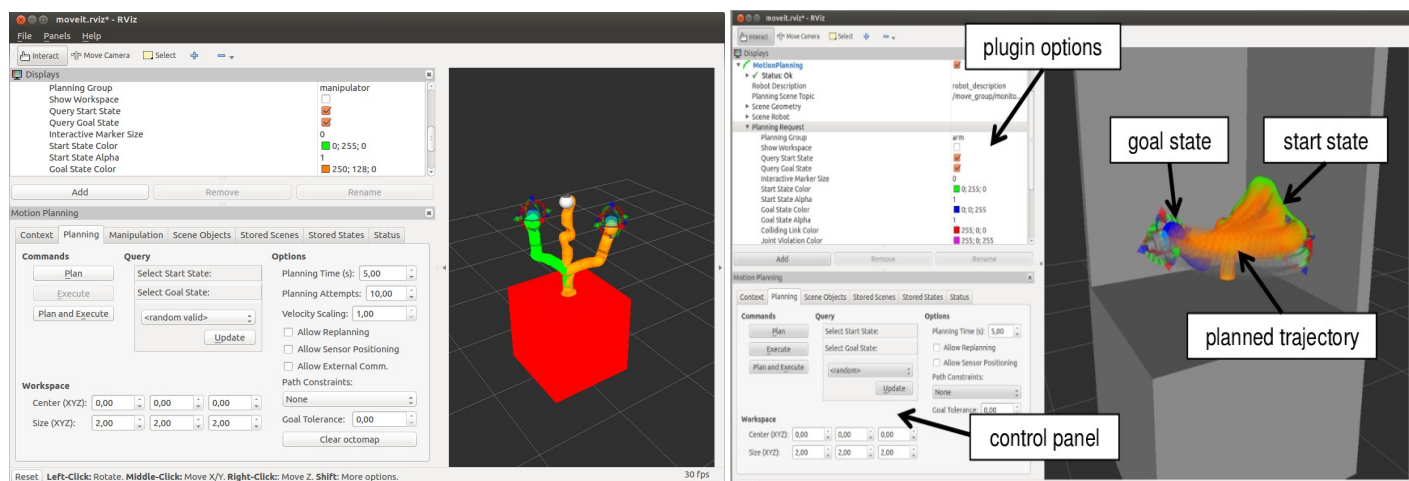 moveit.rviz* - RViz
File Panels Help
Interact Move Camera Select
Displays
Planning Group manipulator
Show Workspace
Query Start State
Query Goal State
Interactive Marker Size 0
Start State Color 0; 255; 0
Start State Alpha 1
Goal State Color 250; 128; 0
Add Remove Rename
Motion Planning
Context Planning Manipulation Scene Objects Stored Scenes Stored States Status
Commands Query Options
Plan Select Start State: Planning Time (s): 5,00
Execute Select Goal State: Planning Attempts: 10,00
Plan and Execute <random valid> Velocity Scaling: 1,00
Update Allow Replanning
Allow Sensor Positioning
Allow External Comm.
Workspace Path Constraints:
Center (XYZ): 0,00 0,00 0,00 None
Size (XYZ): 2,00 2,00 2,00 Goal Tolerance: 0,00
Clear octomap
Reset Left-Click: Rotate. Middle-Click: Move X/Y. Right-Click:: Move Z. Shift: More options. 30 fps
moveit.rviz* - RViz
Interact Move Camera Select
Displays
MotionPlanning
Status: Ok
Robot Description robot_description
Planning Scene Topic /move_group/monito...
Scene Geometry
Scene Robot
Planning Request
Planning Group arm
Show Workspace
Query Start State
Query Goal State
Interactive Marker Size 0
Start State Color 0; 255; 0
Start State Alpha 1
Goal State Color 0; 0; 255
Goal State Alpha 1
Colliding Link Color 255; 0; 0
Joint Violation Color 255; 0; 255
Add Remove Rename
Motion Planning
Context Planning Scene Objects Stored Scenes Stored States Status
Commands Query Options
Plan Select Start State: Planning Time (s): 5,00
Execute Select Goal State: Allow Replanning
Plan and Execute <random> Allow Sensor Positioning
Update Path Constraints:
None
Workspace Goal Tolerance: 0,00
Center (XYZ): 0,00 0,00 0,00
Size (XYZ): 2,00 2,00 2,00
plugin options
goal state
start state
planned trajectory
control panel